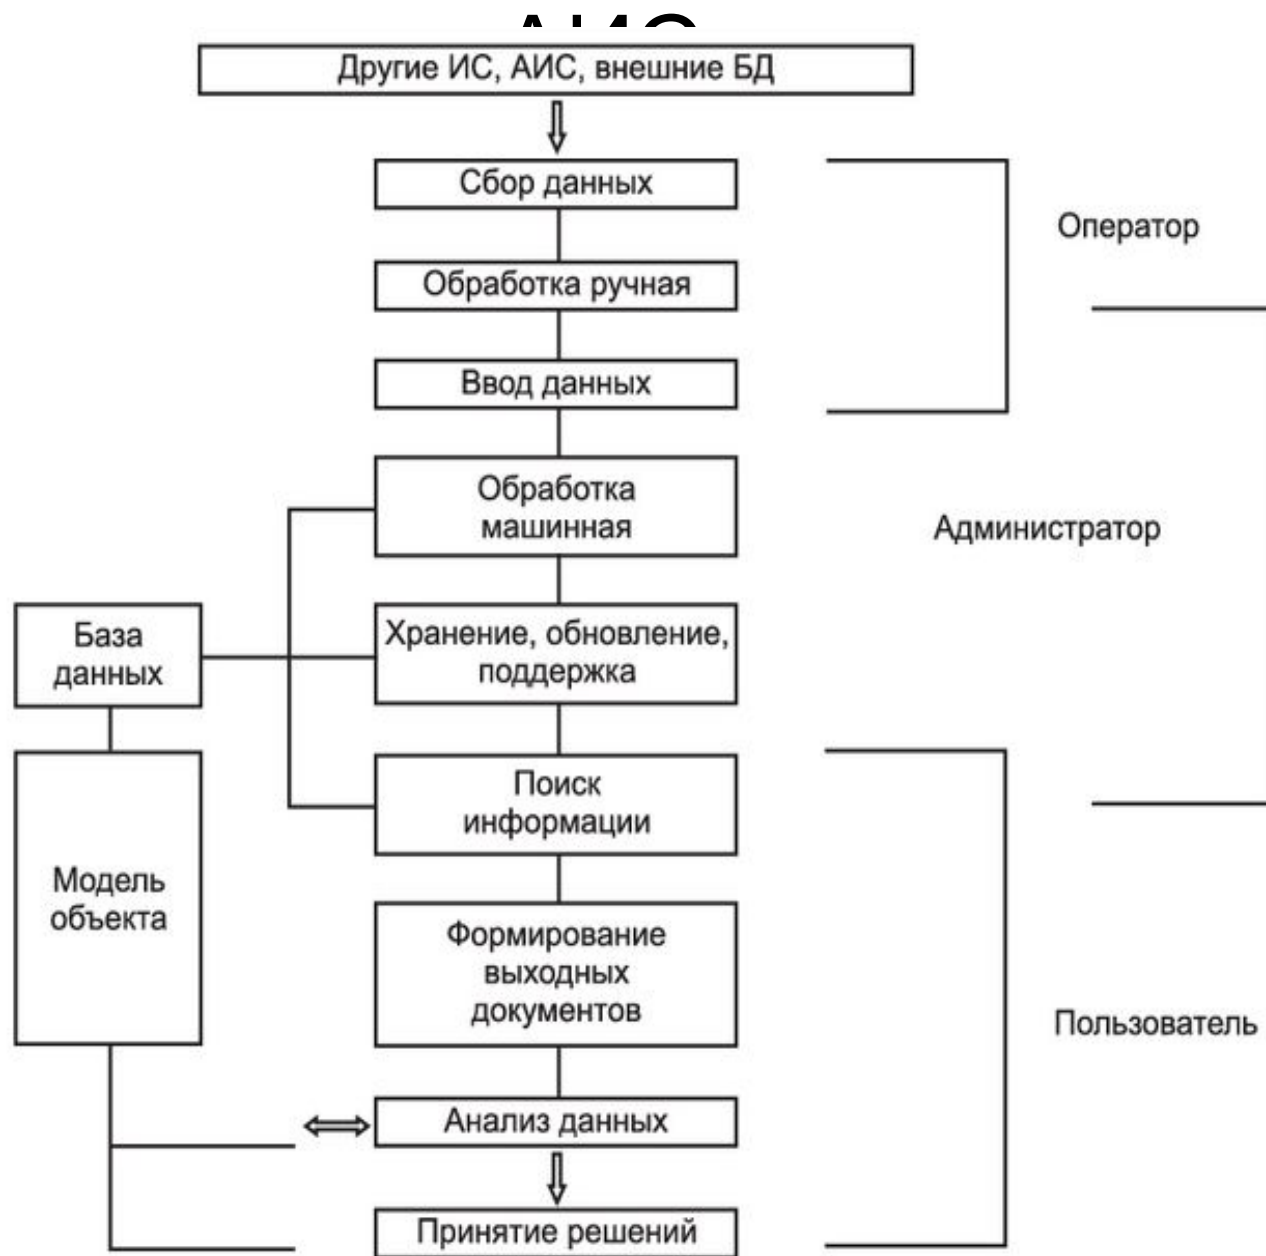 Другие ИС, АИС, внешние БД
Сбор данных
Оператор
Обработка ручная
Ввод данных
Обработка
машинная
Администратор
База
данных
Хранение, обновление,
поддержка
Поиск
информации
Модель
объекта
Формирование
выходных
документов
Пользователь
Анализ данных
Принятие решений